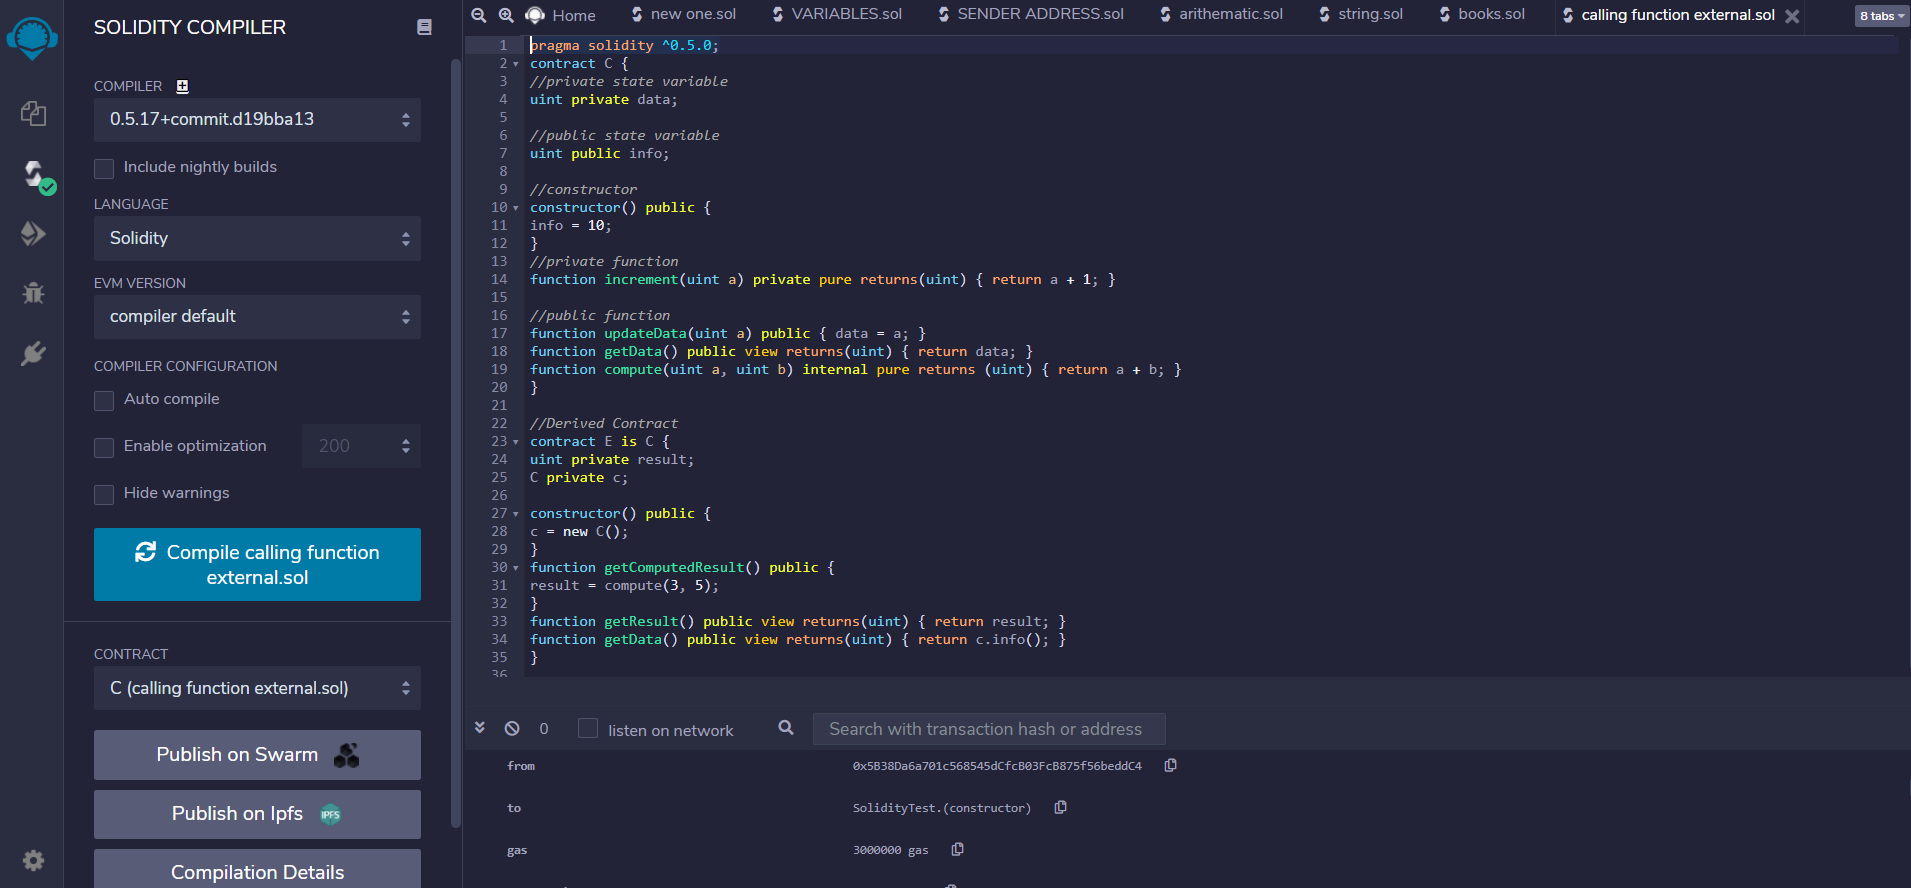 SOLIDITY COMPILER
COMPILER
0.5.17+commit.d19bba13
Include nightly builds
LANGUAGE
Solidity
EVM VERSION
compiler default
COMPILER CONFIGURATION
Auto compile
Enable optimization
200
Hide warnings
Compile calling function
external.sol
CONTRACT
C (calling function external.sol)
Publish on Swarm
Publish on Ipfs
IPFS
Compilation Details
Home
new one.sol
VARIABLES.sol
SENDER ADDRESS.sol
arithematic.sol
string.sol
books.sol
calling function external.sol
8 tabs
1 pragma solidity ^0.5.0;
2 contract C {
3 //private state variable
4 uint private data;
5
6 //public state variable
7 uint public info;
8
9 //constructor
10 constructor() public {
11 info = 10;
12 }
13 //private function
14 function increment(uint a) private pure returns(uint) { return a + 1; }
15
16 //public function
17 function updateData(uint a) public { data = a; }
18 function getData() public view returns(uint) { return data; }
19 function compute(uint a, uint b) internal pure returns (uint) { return a + b; }
20 }
21
22 //Derived Contract
23 contract E is C {
24 uint private result;
25 C private c;
26
27 constructor() public {
28 c = new C();
29 }
30 function getComputedResult() public {
31 result = compute(3, 5);
32 }
33 function getResult() public view returns(uint) { return result; }
34 function getData() public view returns(uint) { return c.info(); }
35 }
36
0
listen on network
Search with transaction hash or address
from 0x5B38Da6a701c568545dCfcB03FcB875f56beddC4
to SolidityTest.(constructor)
gas 3000000 gas